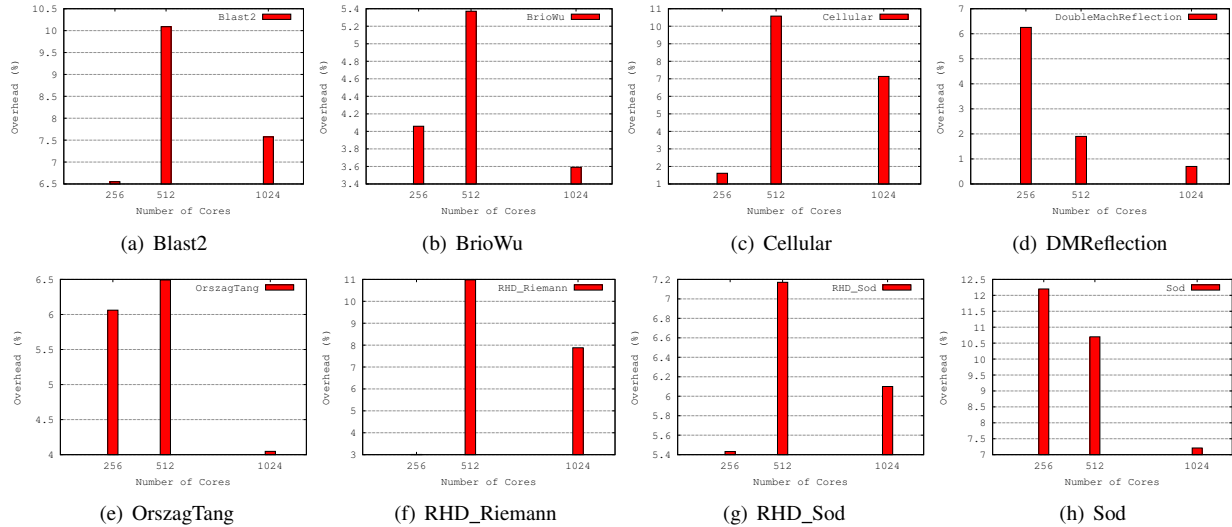 Blast2
10.5
10
9.5
9
8.5
8
7.5
7
6.5
Overhead (%)
256 512 1024
Number of Cores
(a) Blast2
BrioWu
5.4
5.2
5
4.8
4.6
4.4
4.2
4
3.8
3.6
3.4
Overhead (%)
256 512 1024
Number of Cores
(b) BrioWu
Cellular
11
10
9
8
7
6
5
4
3
2
1
Overhead (%)
256 512 1024
Number of Cores
(c) Cellular
DoubleMachReflection
7
6
5
4
3
2
1
0
Overhead (%)
256 512 1024
Number of Cores
(d) DMReflection
OrszagTang
6.5
6
5.5
5
4.5
4
Overhead (%)
256 512 1024
Number of Cores
(e) OrszagTang
RHD_Riemann
11
10
9
8
7
6
5
4
3
Overhead (%)
256 512 1024
Number of Cores
(f) RHD_Riemann
RHD_Sod
7.2
7
6.8
6.6
6.4
6.2
6
5.8
5.6
5.4
Overhead (%)
256 512 1024
Number of Cores
(g) RHD_Sod
Sod
12.5
12
11.5
11
10.5
10
9.5
9
8.5
8
7.5
7
Overhead (%)
256 512 1024
Number of Cores
(h) Sod